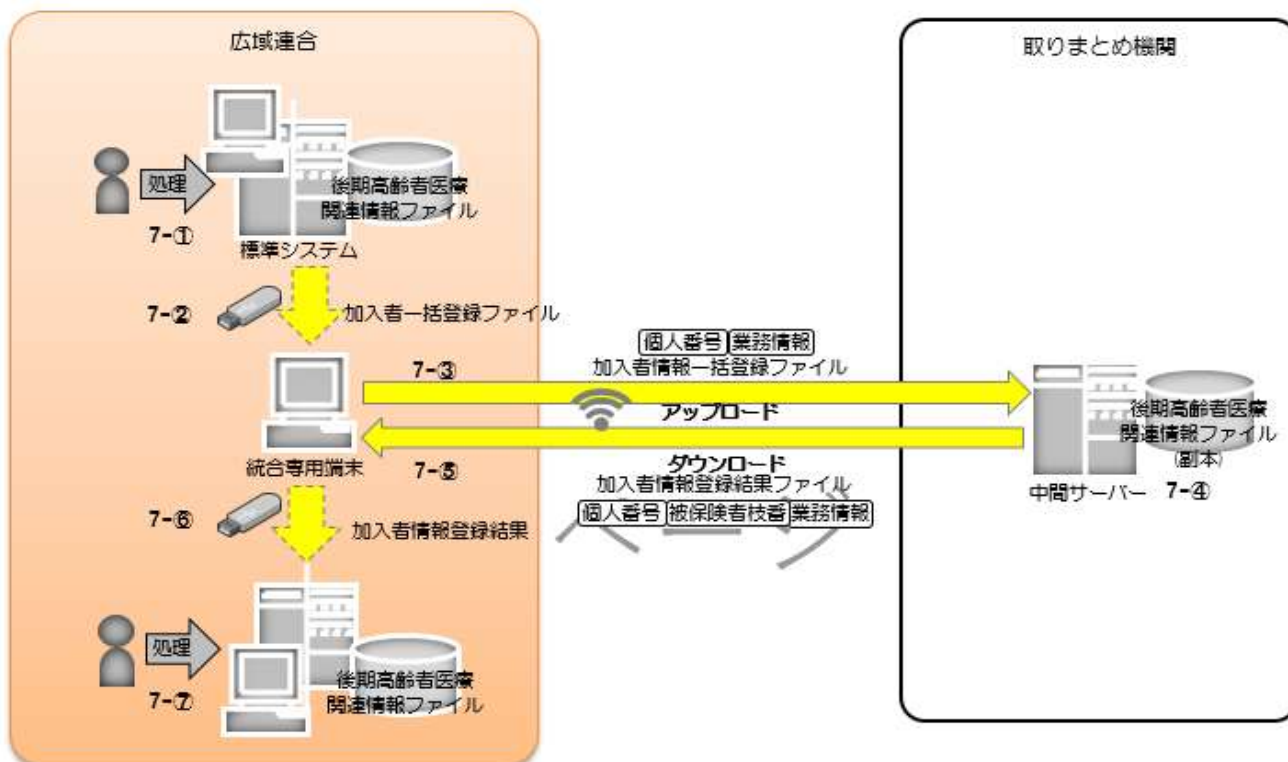 広域連合
取りまとめ機関
処理
7-①
後期高齢者医療
関連情報ファイル
標準システム
7-②
加入者一括登録ファイル
個人番号 業務情報
加入者情報一括登録ファイル
7-③
アップロード
後期高齢者医療
関連情報ファイル
(副本)
中間サーバー
7-④
統合専用端末
7-⑤
ダウンロード
加入者情報登録結果ファイル
個人番号 被保険者枝番 業務情報
7-⑥
加入者情報登録結果
処理
7-⑦
後期高齢者医療
関連情報ファイル